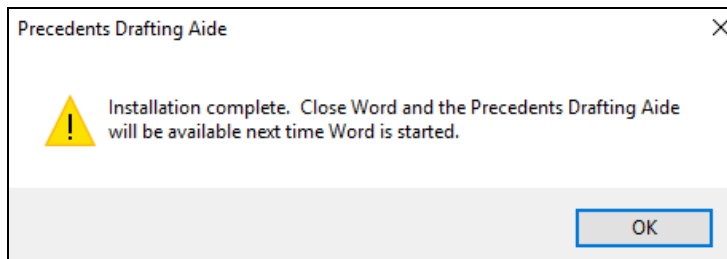 Precedents Drafting Aide
Installation complete.  Close Word and the Precedents Drafting Aide
will be available next time Word is started.
OK